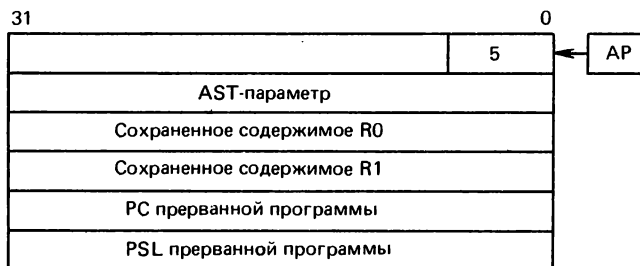 31 0
5 AP
AST-параметр
Сохраненное содержимое R0
Сохраненное содержимое R1
PC прерванной программы
PSL прерванной программы